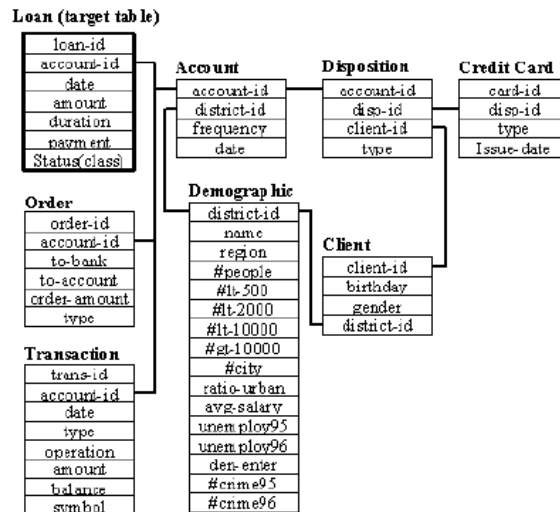 Loan (target table)
loan-id
account-id
date
amount
duration
payment
Status(class)
Account
account-id
district-id
frequency
date
Disposition
account-id
disp-id
client-id
type
Credit Card
card-id
disp-id
type
Issue-date
Order
order-id
account-id
to-bank
to-account
order-amount
type
Demographic
district-id
name
region
#people
#lt-500
#lt-2000
#lt-10000
#gt-10000
#city
ratio-urban
avg-salary
unemploy95
unemploy96
den-enter
#crime95
#crime96
Client
client-id
birthday
gender
district-id
Transaction
trans-id
account-id
date
type
operation
amount
balance
symbol